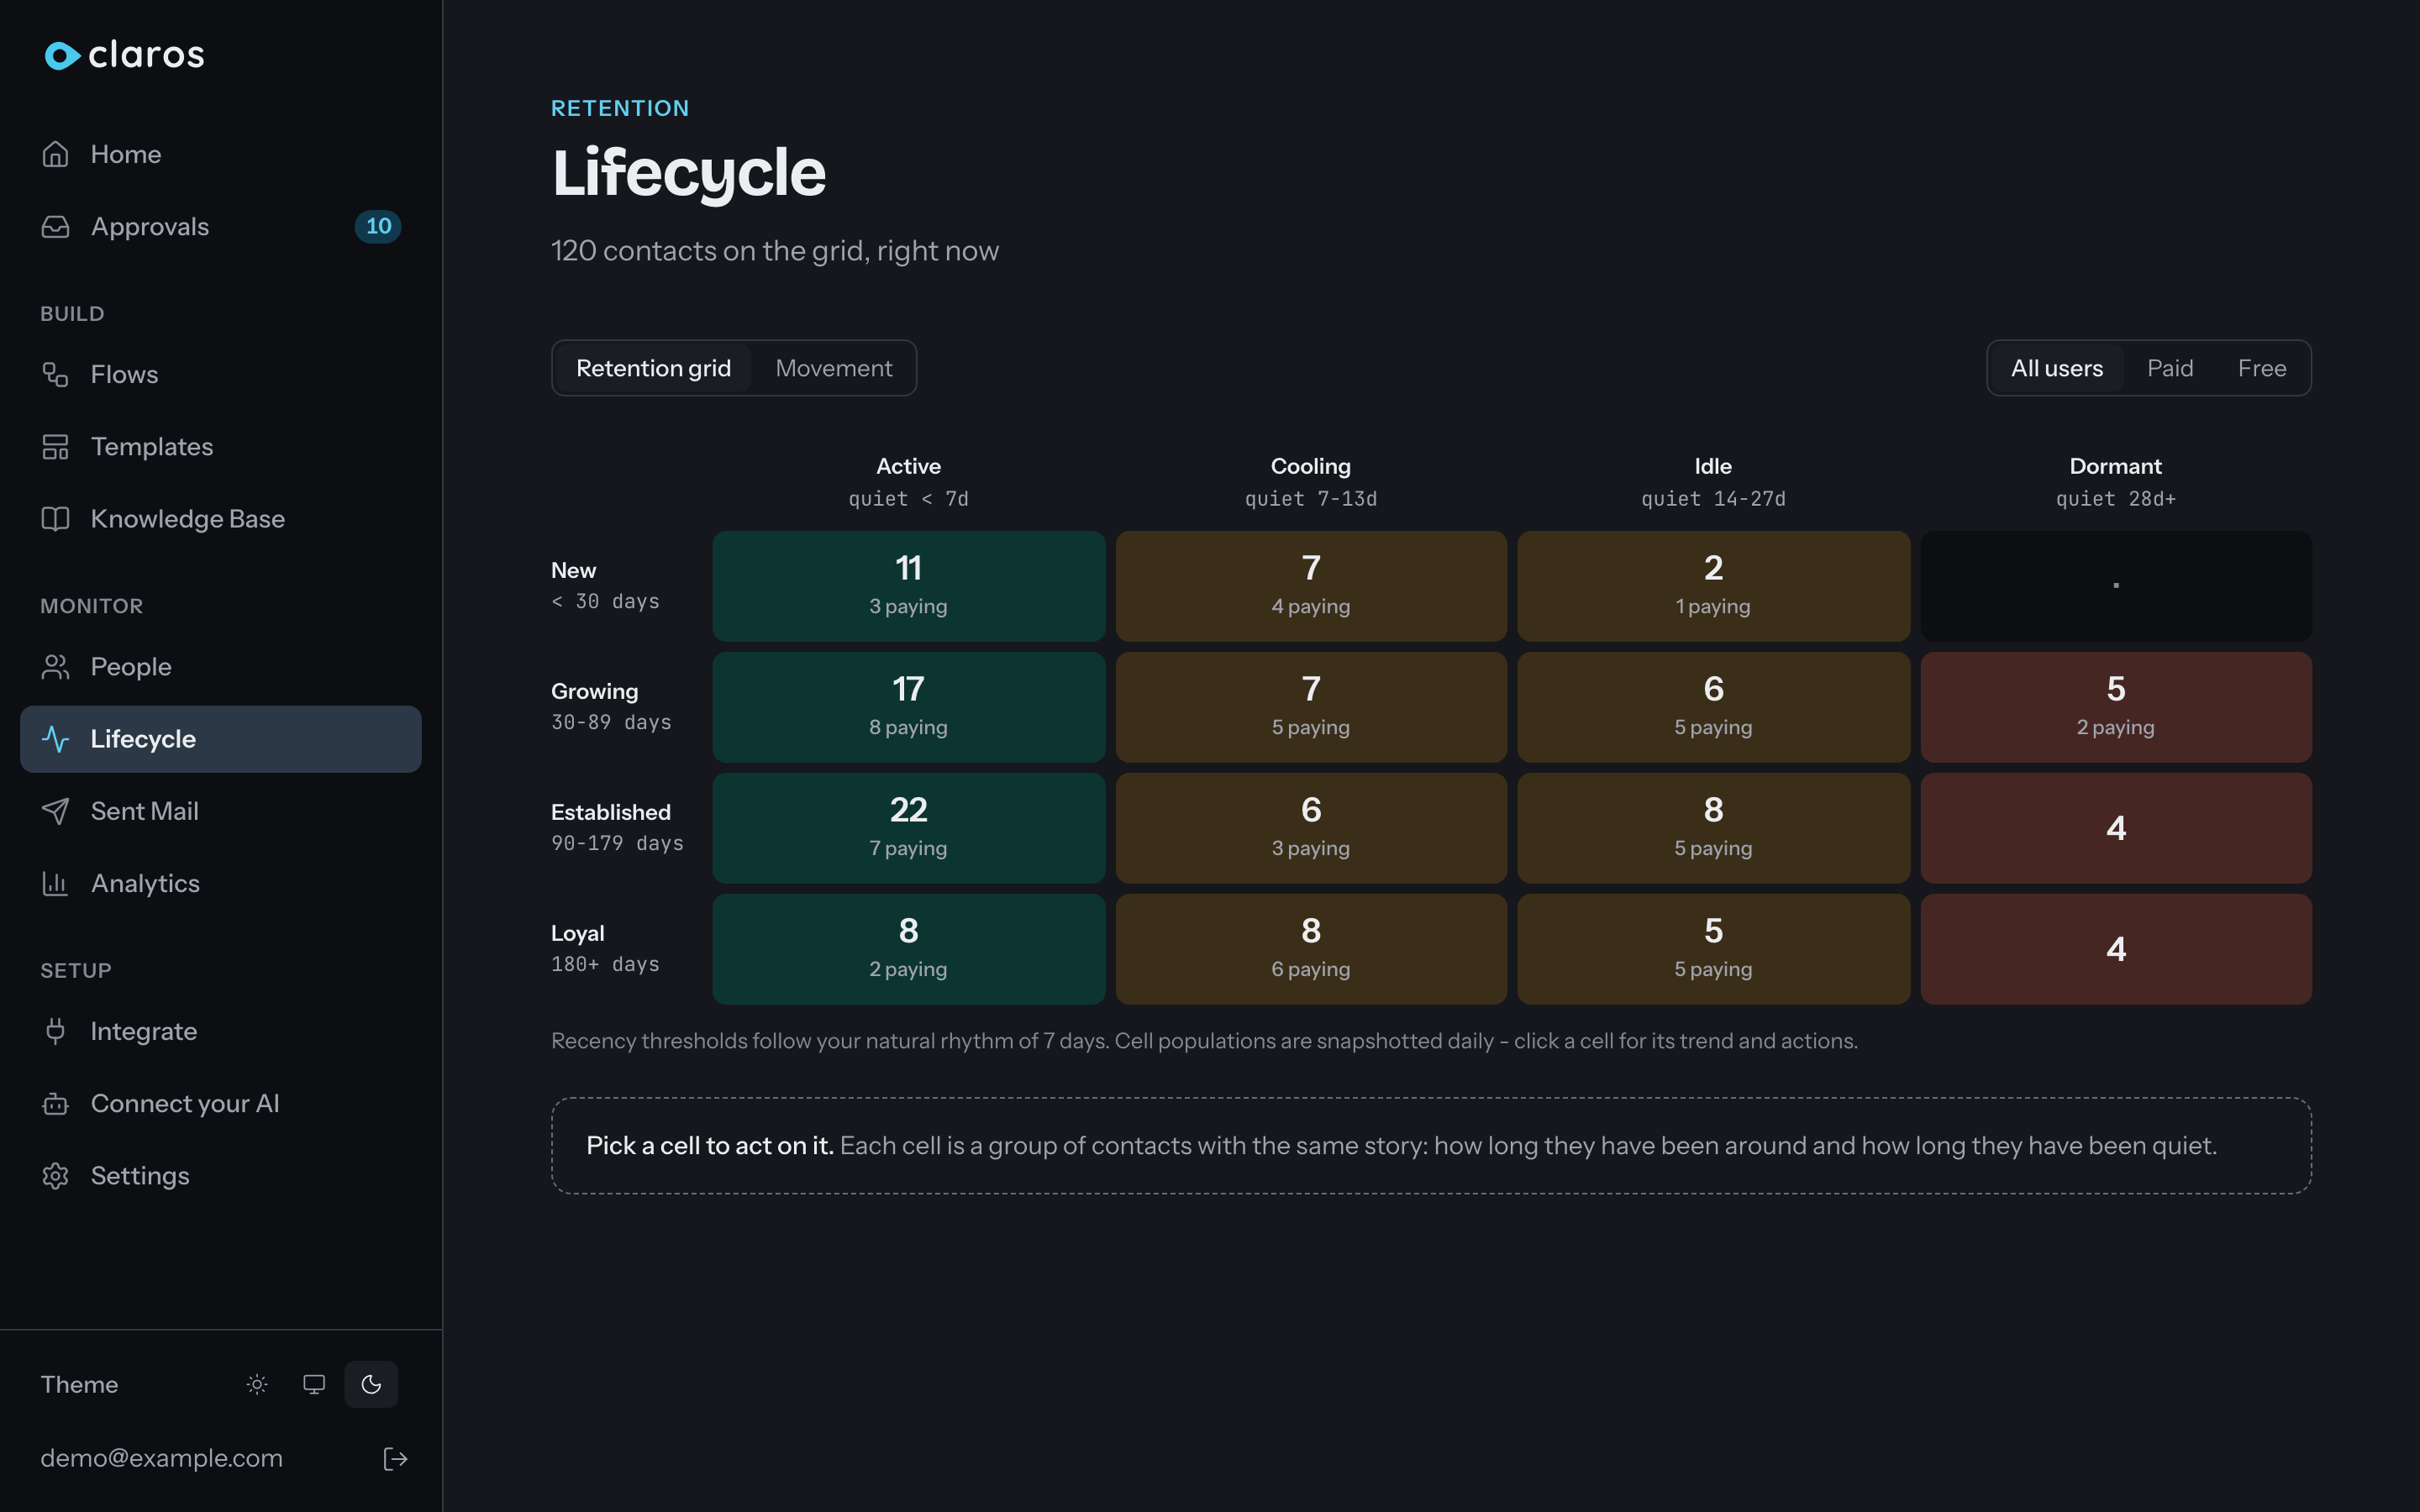 claros
Home
Approvals 10
BUILD
Flows
Templates
Knowledge Base
MONITOR
People
Lifecycle
Sent Mail
Analytics
SETUP
Integrate
Connect your AI
Settings
Theme
demo@example.com
RETENTION
Lifecycle
120 contacts on the grid, right now
Retention grid Movement
All users Paid Free
Active Cooling Idle Dormant
quiet < 7d quiet 7-13d quiet 14-27d quiet 28d+
New 11 7 2 .
< 30 days 3 paying 4 paying 1 paying
Growing 17 7 6 5
30-89 days 8 paying 5 paying 5 paying 2 paying
Established 22 6 8 4
90-179 days 7 paying 3 paying 5 paying
Loyal 8 8 5 4
180+ days 2 paying 6 paying 5 paying
Recency thresholds follow your natural rhythm of 7 days. Cell populations are snapshotted daily - click a cell for its trend and actions.
Pick a cell to act on it. Each cell is a group of contacts with the same story: how long they have been around and how long they have been quiet.